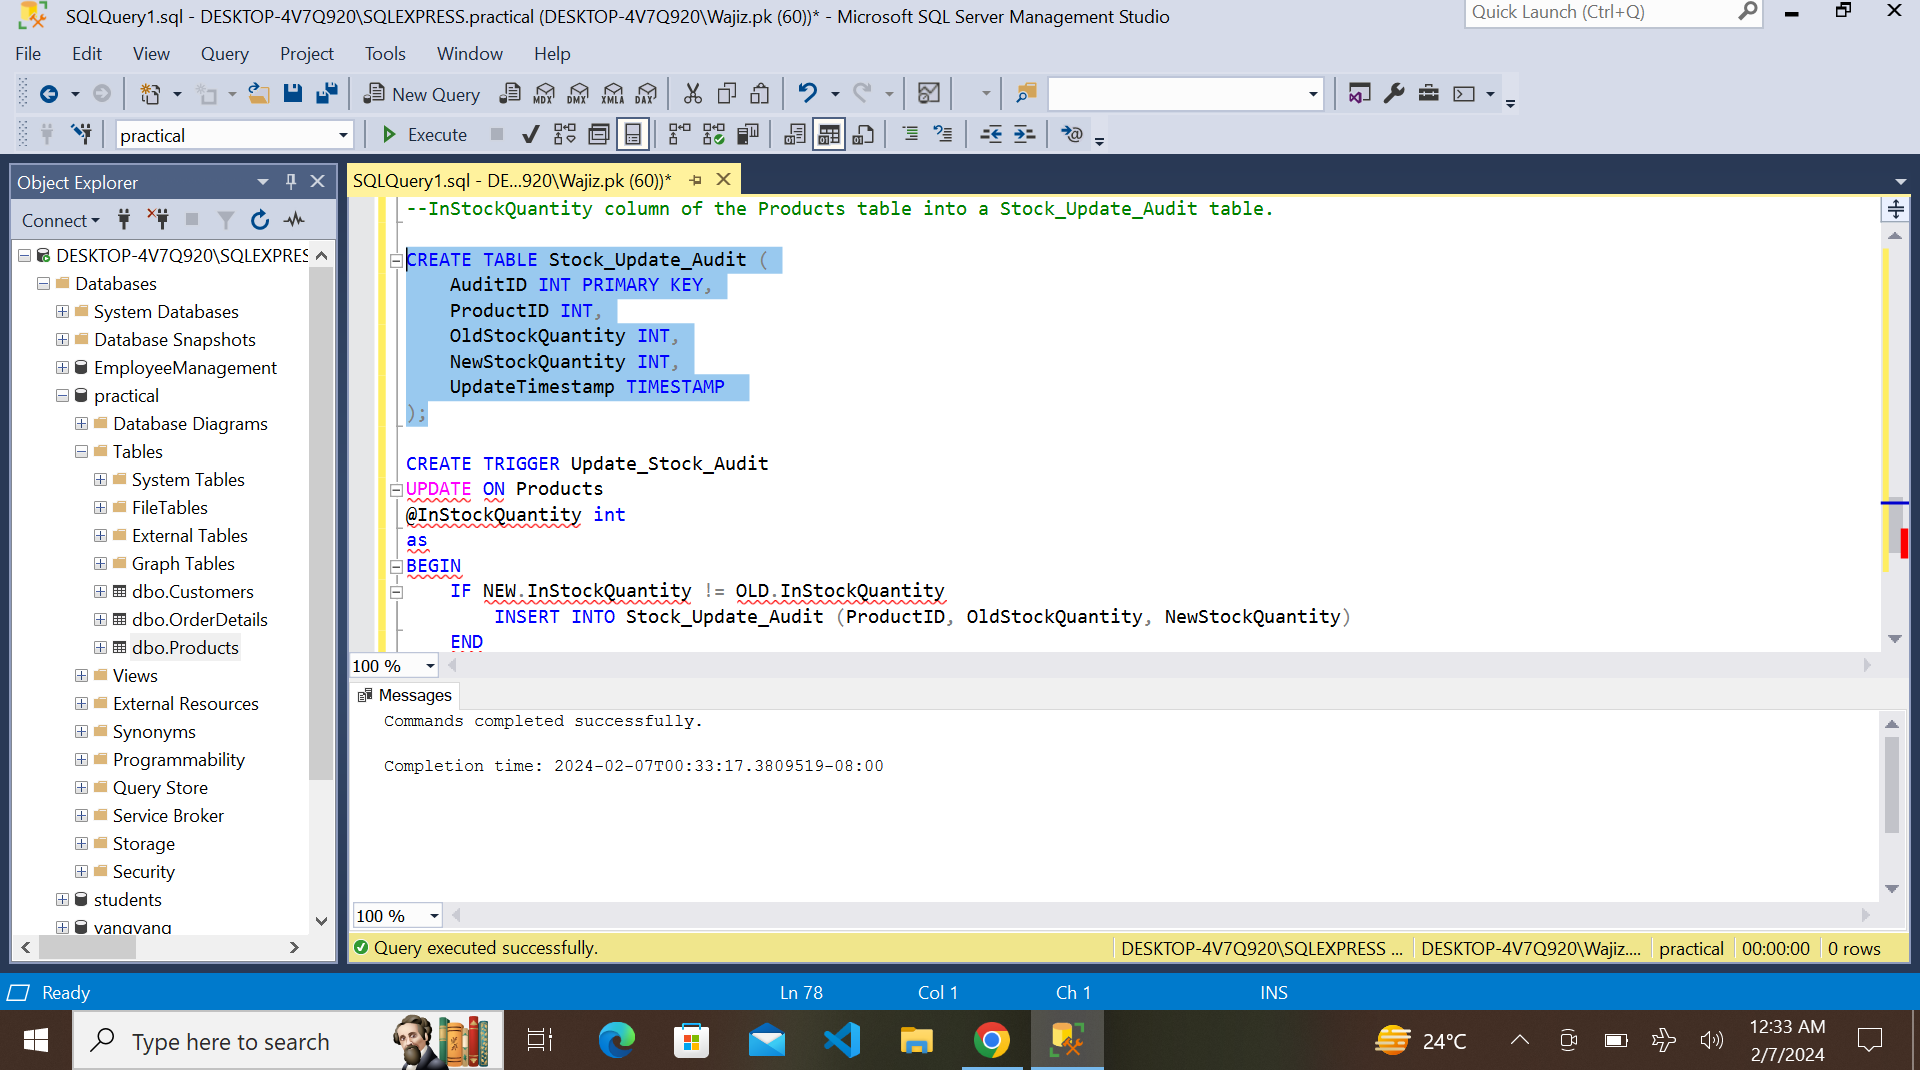 SQLQuery1.sql - DESKTOP-4V7Q920\SQLEXPRESS.practical (DESKTOP-4V7Q920\Wajiz.pk (60))* - Microsoft SQL Server Management Studio
Quick Launch (Ctrl+Q)
File Edit View Query Project Tools Window Help
New Query MDX DMX XMLA DAX
practical Execute
Object Explorer
SQLQuery1.sql - DE...920\Wajiz.pk (60))*
Connect
DESKTOP-4V7Q920\SQLEXPRES
Databases
System Databases
Database Snapshots
EmployeeManagement
practical
Database Diagrams
Tables
System Tables
FileTables
External Tables
Graph Tables
dbo.Customers
dbo.OrderDetails
dbo.Products
Views
External Resources
Synonyms
Programmability
Query Store
Service Broker
Storage
Security
students
yangyang
--InStockQuantity column of the Products table into a Stock_Update_Audit table.
CREATE TABLE Stock_Update_Audit (
AuditID INT PRIMARY KEY,
ProductID INT,
OldStockQuantity INT,
NewStockQuantity INT,
UpdateTimestamp TIMESTAMP
);
CREATE TRIGGER Update_Stock_Audit
UPDATE ON Products
@InStockQuantity int
as
BEGIN
IF NEW.InStockQuantity != OLD.InStockQuantity
INSERT INTO Stock_Update_Audit (ProductID, OldStockQuantity, NewStockQuantity)
END
100 %
Messages
Commands completed successfully.
Completion time: 2024-02-07T00:33:17.3809519-08:00
100 %
Query executed successfully. DESKTOP-4V7Q920\SQLEXPRESS ... DESKTOP-4V7Q920\Wajiz.... practical 00:00:00 0 rows
Ready Ln 78 Col 1 Ch 1 INS
Type here to search
24°C
12:33 AM
2/7/2024